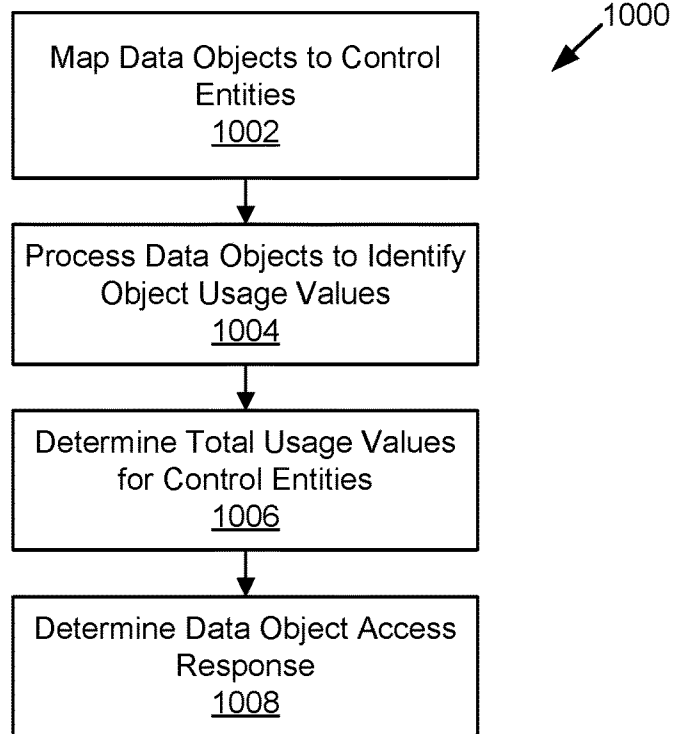 1000
Map Data Objects to Control
Entities
1002
Process Data Objects to Identify
Object Usage Values
1004
Determine Total Usage Values
for Control Entities
1006
Determine Data Object Access
Response
1008